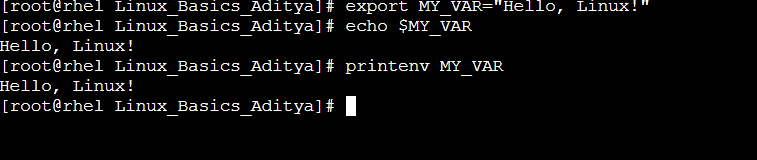 [root@rhel Linux_Basics_Aditya]# export MY_VAR="Hello, Linux!"
[root@rhel Linux_Basics_Aditya]# echo $MY_VAR
Hello, Linux!
[root@rhel Linux_Basics_Aditya]# printenv MY_VAR
Hello, Linux!
[root@rhel Linux_Basics_Aditya]#